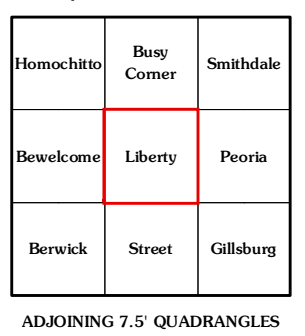 Homochitto
Busy
Corner
Smithdale
Bewelcome
Liberty
Peoria
Berwick
Street
Gillsburg
ADJOINING 7.5' QUADRANGLES